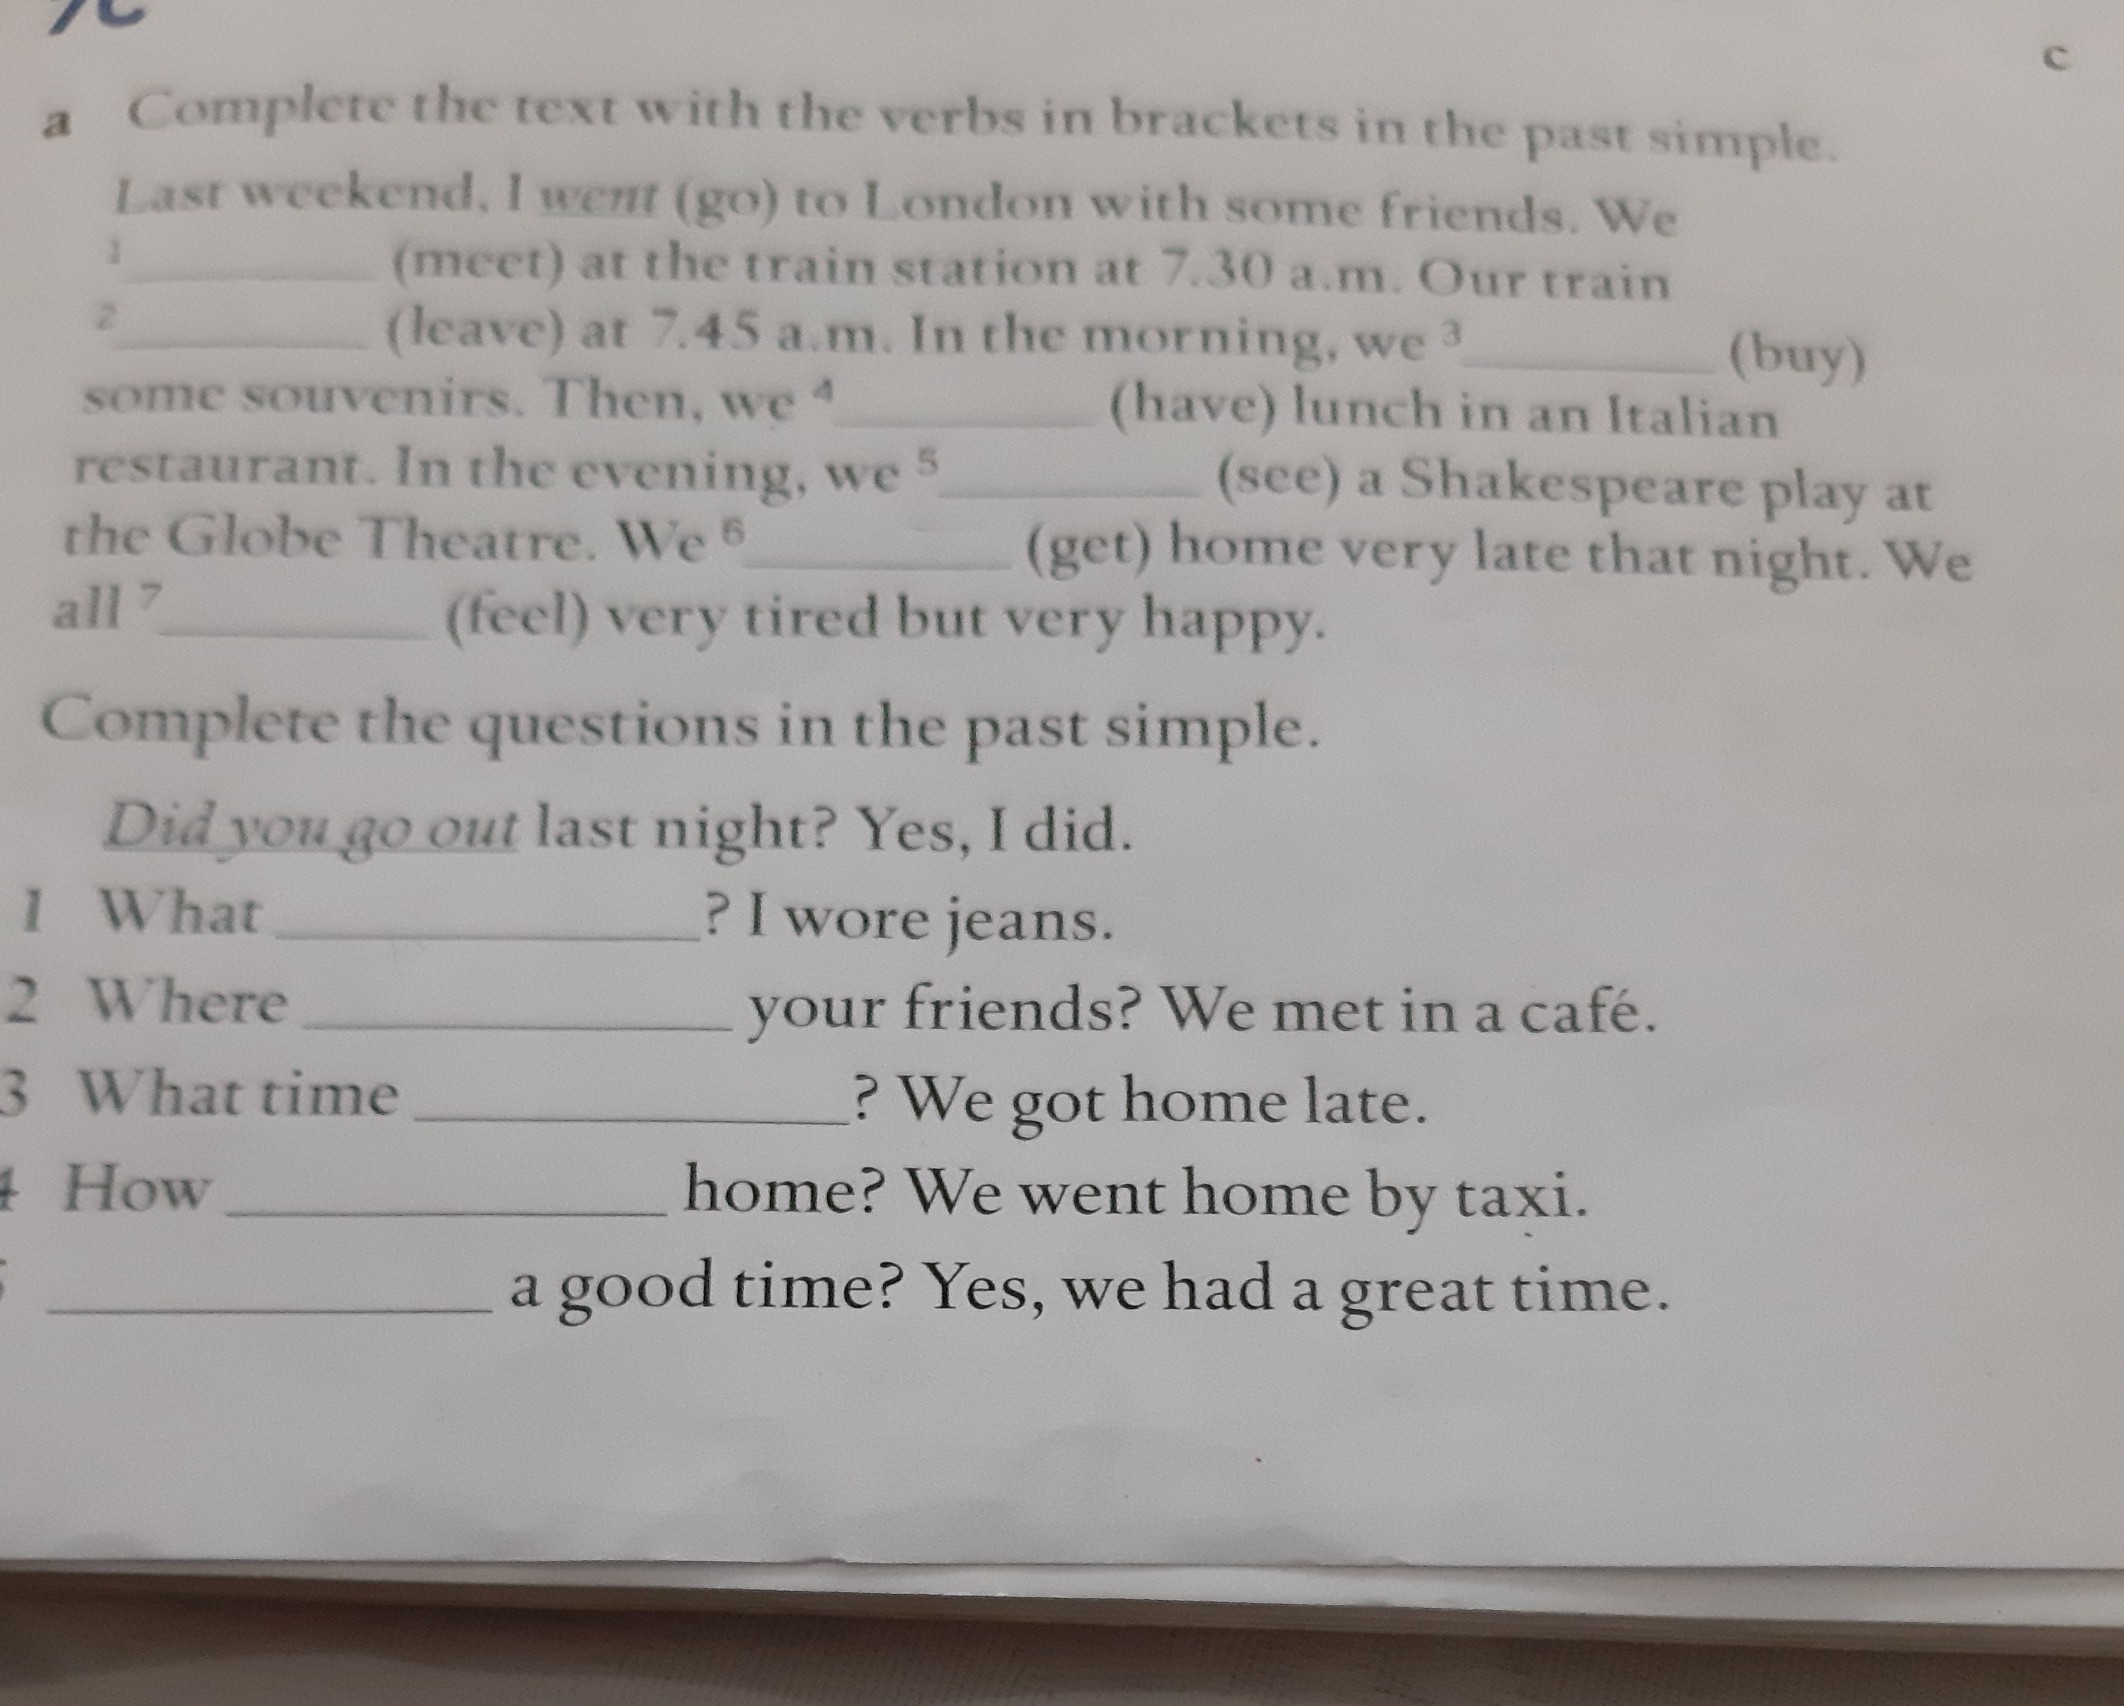 c
a Complete the text with the verbs in brackets in the past simple.
Last weekend, I went (go) to London with some friends. We
1 ________ (meet) at the train station at 7.30 a.m. Our train
2 ________ (leave) at 7.45 a.m. In the morning, we 3 ________ (buy)
some souvenirs. Then, we 4 ________ (have) lunch in an Italian
restaurant. In the evening, we 5 ________ (see) a Shakespeare play at
the Globe Theatre. We 6 ________ (get) home very late that night. We
all 7 ________ (feel) very tired but very happy.
Complete the questions in the past simple.
Did you go out last night? Yes, I did.
1 What ________? I wore jeans.
2 Where ________ your friends? We met in a café.
3 What time ________? We got home late.
4 How ________ home? We went home by taxi.
________ a good time? Yes, we had a great time.